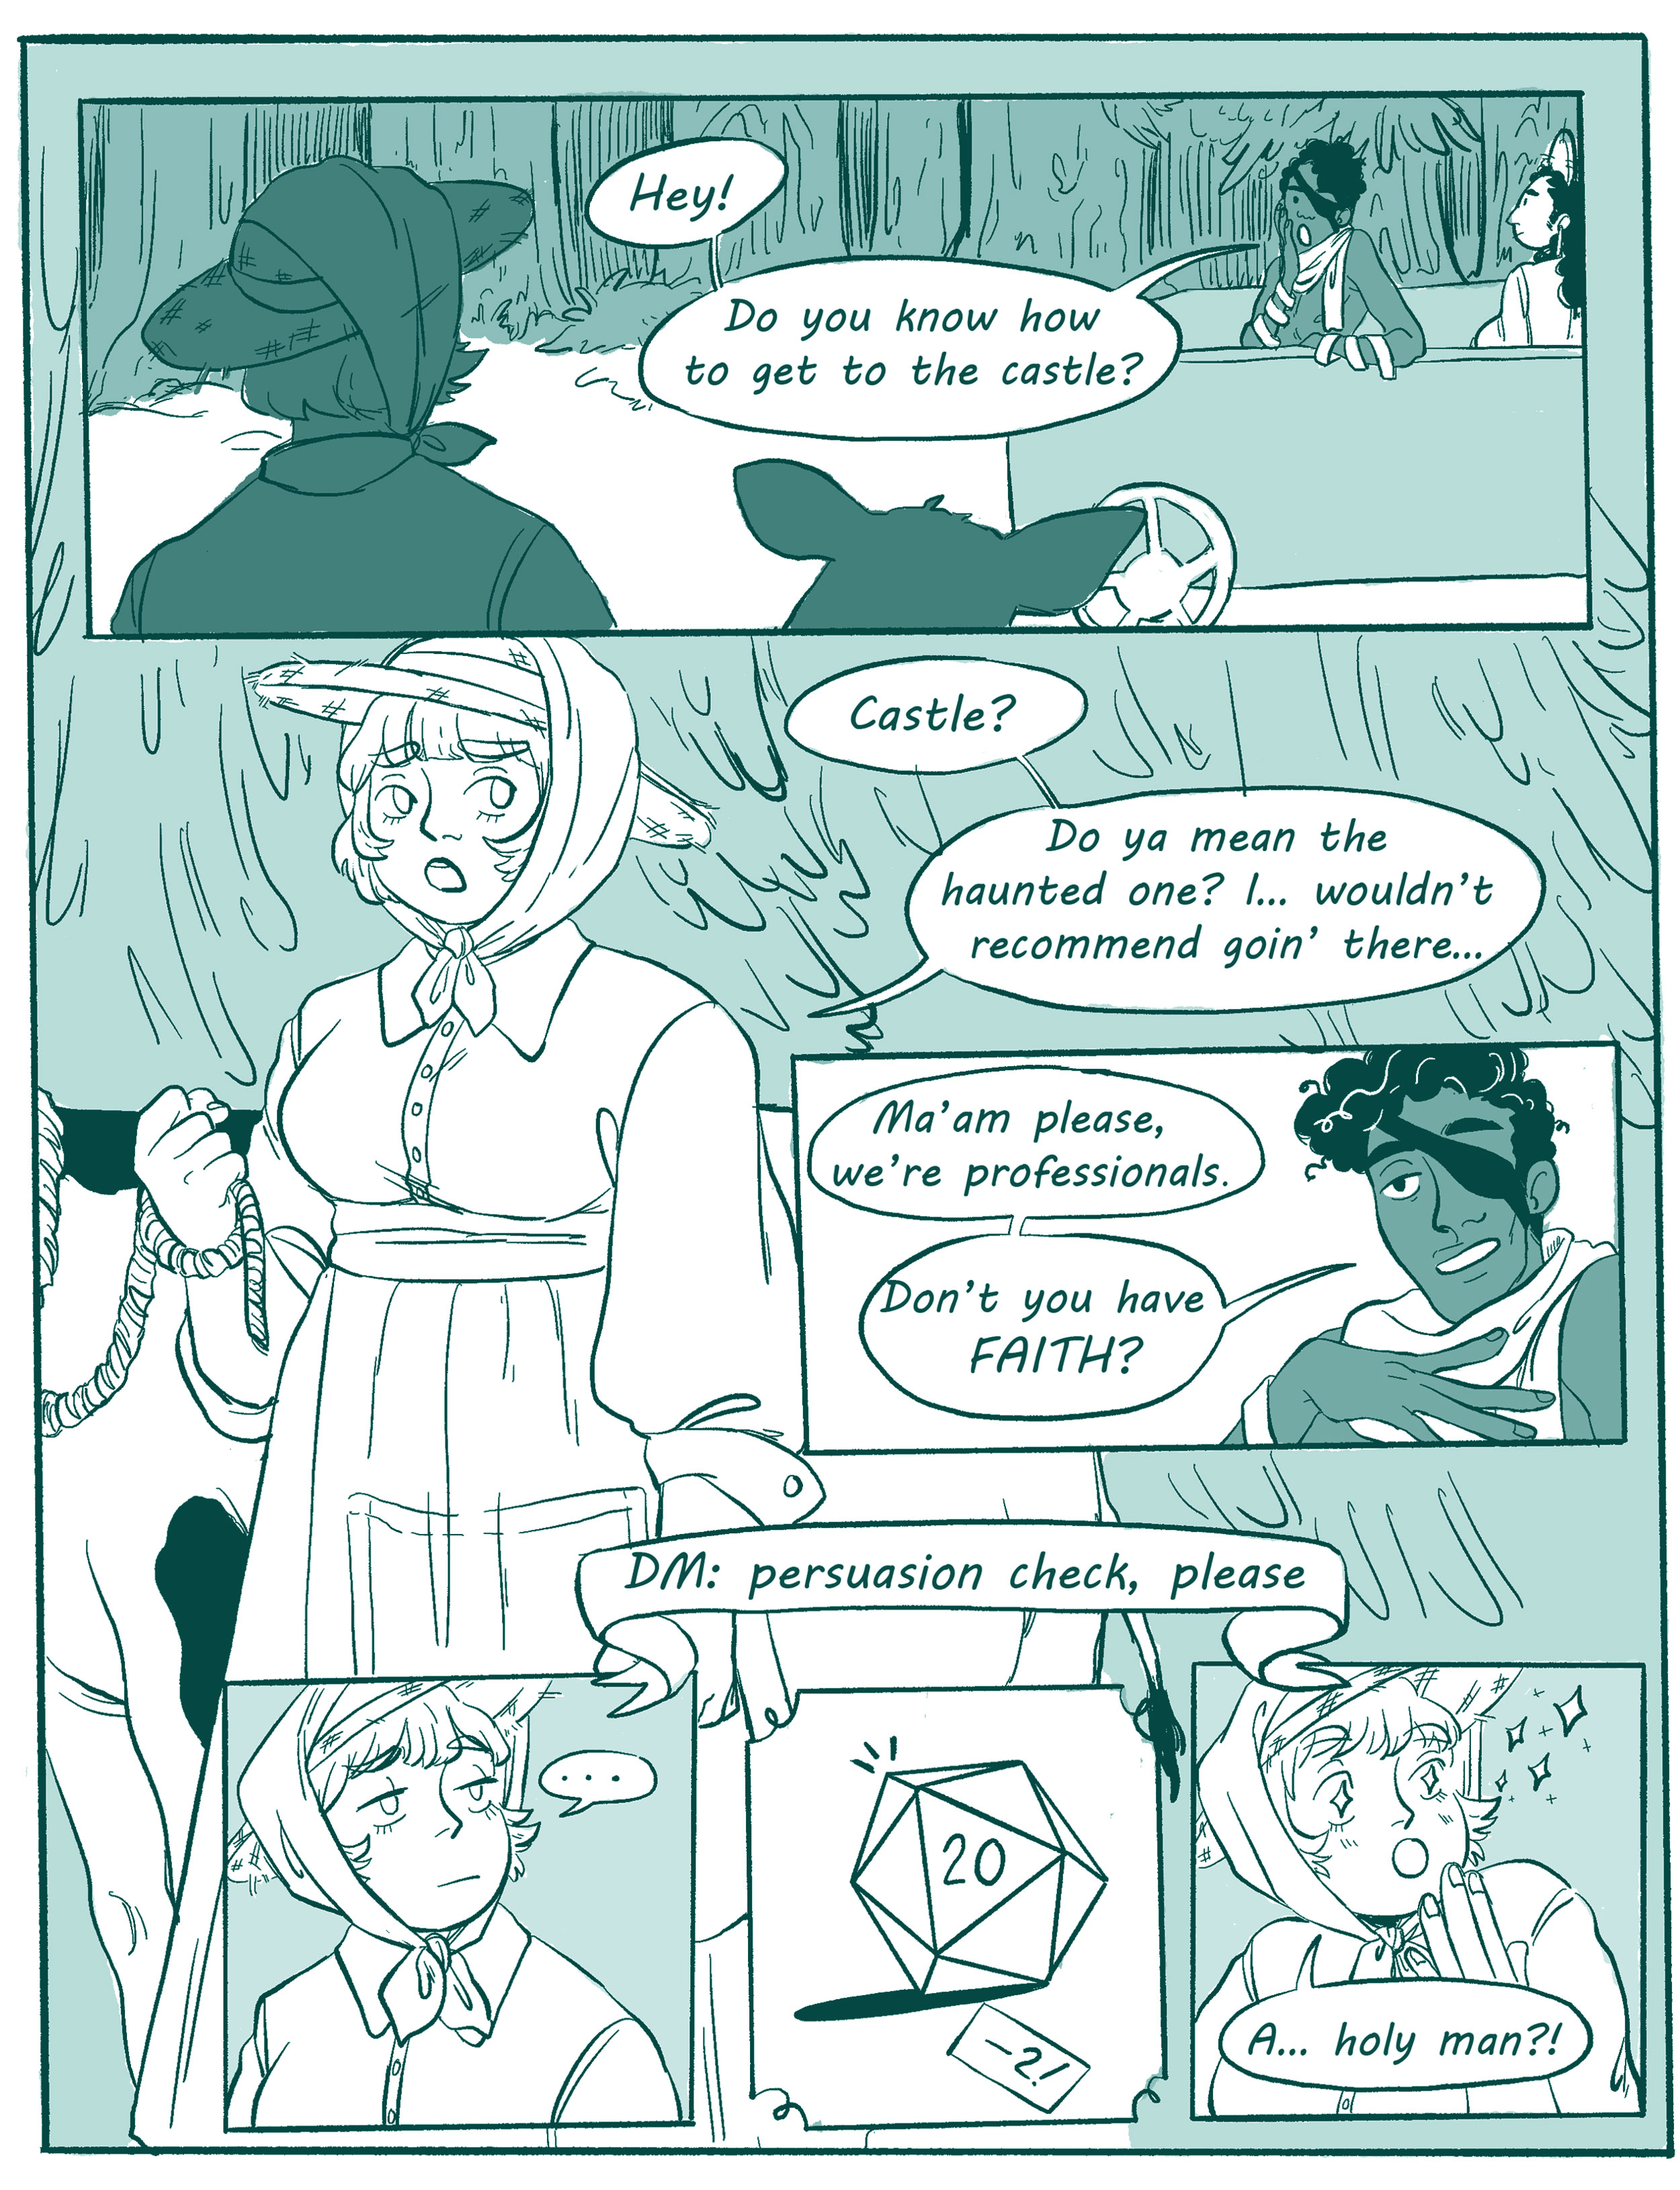 Hey!
Do you know how
to get to the castle?
Castle?
Do ya mean the
haunted one? I... wouldn't
recommend goin' there...
Ma'am please,
we're professionals.
Don't you have
FAITH?
DM: persuasion check, please
...
20
-2!
A... holy man?!